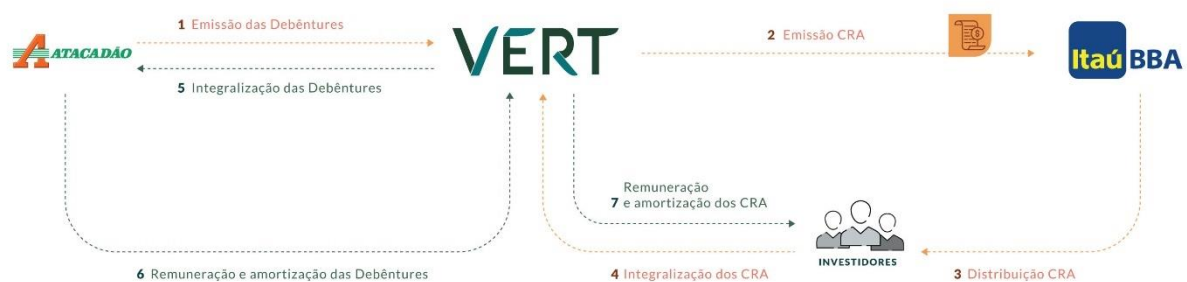 1 Emissão das Debêntures
A ATACADÃO
VERT
2 Emissão CRA
$
Itaú BBA
5 Integralização das Debêntures
Remuneração
7 e amortização dos CRA
INVESTIDORES
6 Remuneração e amortização das Debêntures
4 Integralização dos CRA
3 Distribuição CRA